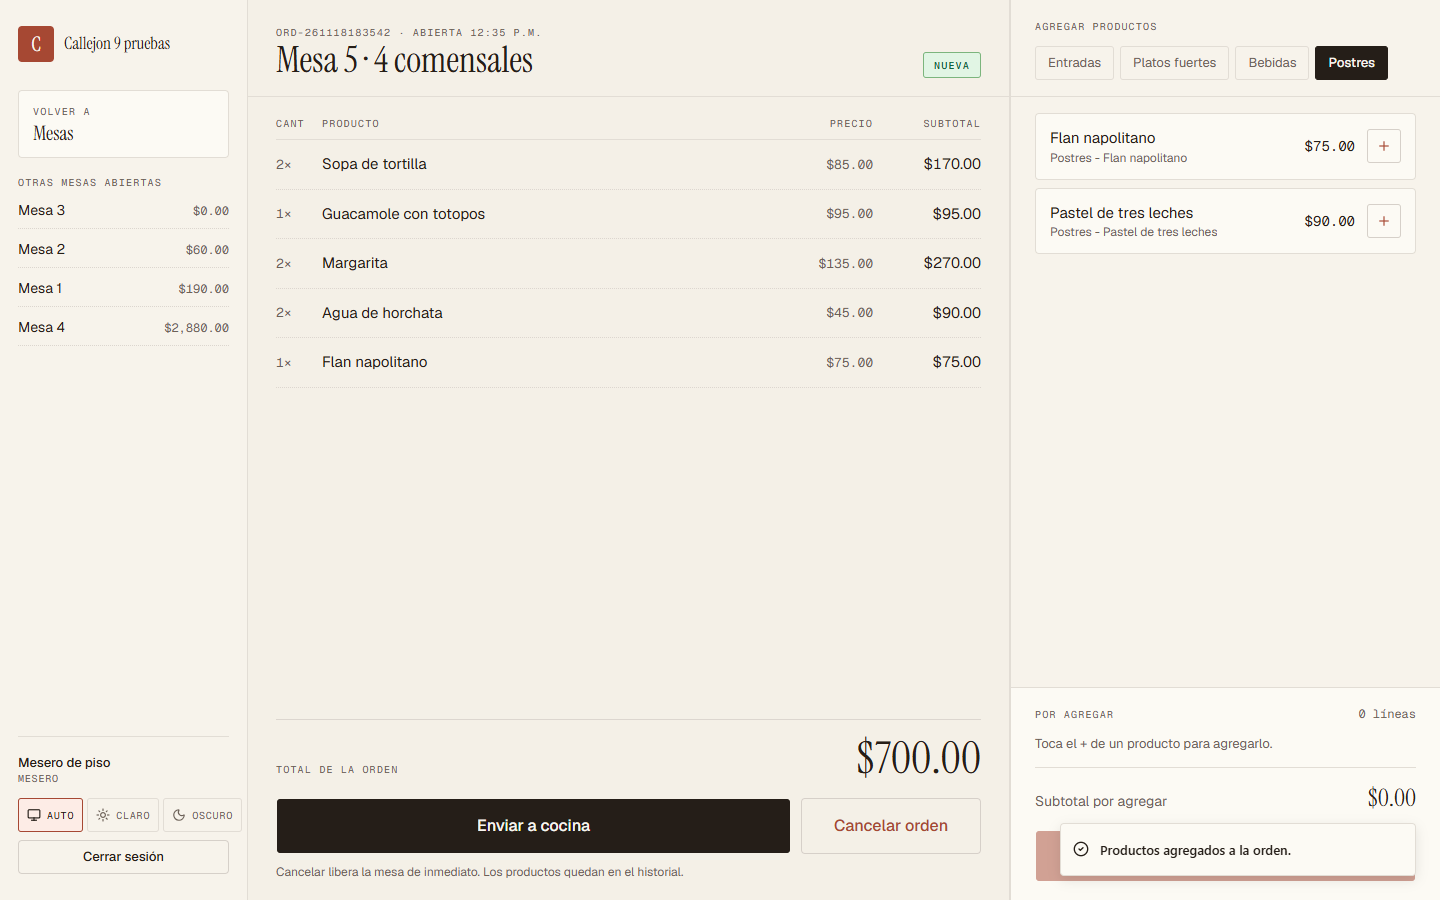 C Callejon 9 pruebas
VOLVER A
Mesas
OTRAS MESAS ABIERTAS
Mesa 3 $0.00
Mesa 2 $60.00
Mesa 1 $190.00
Mesa 4 $2,880.00
Mesero de piso
MESERO
AUTO CLARO OSCURO
Cerrar sesión
ORD-261118183542 · ABIERTA 12:35 P.M.
Mesa 5 · 4 comensales
NUEVA
CANT PRODUCTO PRECIO SUBTOTAL
2× Sopa de tortilla $85.00 $170.00
1× Guacamole con totopos $95.00 $95.00
2× Margarita $135.00 $270.00
2× Agua de horchata $45.00 $90.00
1× Flan napolitano $75.00 $75.00
TOTAL DE LA ORDEN $700.00
Enviar a cocina Cancelar orden
Cancelar libera la mesa de inmediato. Los productos quedan en el historial.
AGREGAR PRODUCTOS
Entradas Platos fuertes Bebidas Postres
Flan napolitano
Postres - Flan napolitano
$75.00 +
Pastel de tres leches
Postres - Pastel de tres leches
$90.00 +
POR AGREGAR 0 líneas
Toca el + de un producto para agregarlo.
Subtotal por agregar $0.00
Productos agregados a la orden.